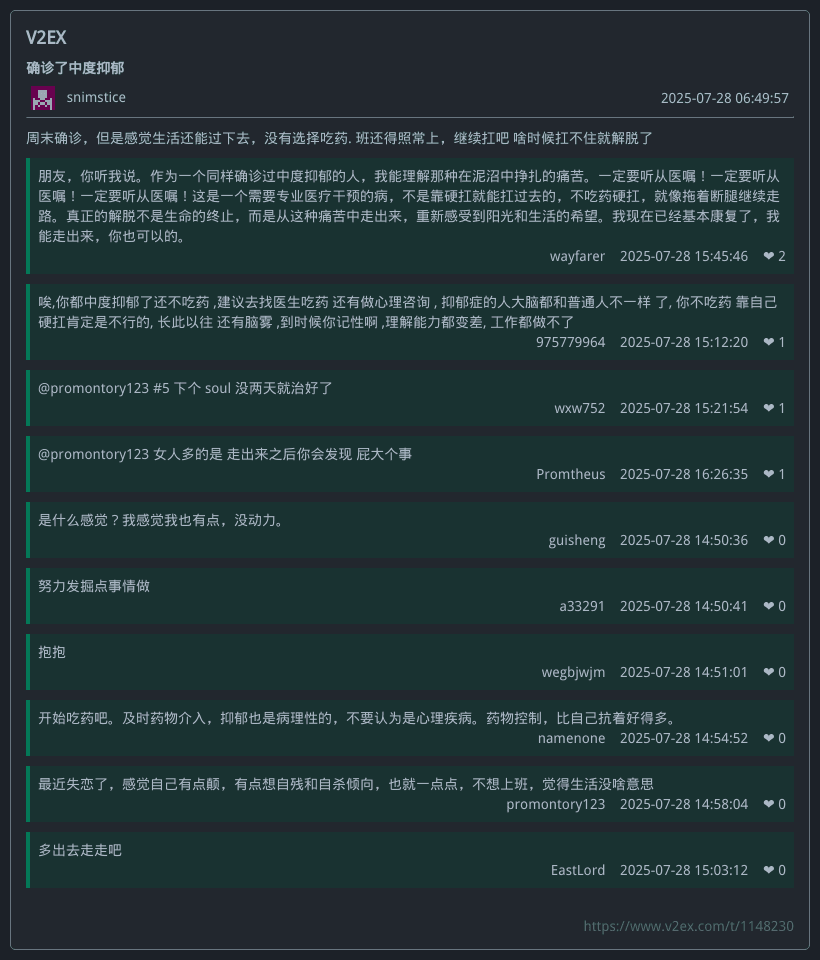 V2EX
确诊了中度抑郁
snimstice
2025-07-28 06:49:57
周末确诊，但是感觉生活还能过下去，没有选择吃药. 班还得照常上，继续扛吧 啥时候扛不住就解脱了
朋友，你听我说。作为一个同样确诊过中度抑郁的人，我能理解那种在泥沼中挣扎的痛苦。一定要听从医嘱！一定要听从
医嘱！一定要听从医嘱！这是一个需要专业医疗干预的病，不是靠硬扛就能扛过去的，不吃药硬扛，就像拖着断腿继续走
路。真正的解脱不是生命的终止，而是从这种痛苦中走出来，重新感受到阳光和生活的希望。我现在已经基本康复了，我
能走出来，你也可以的。
wayfarer 2025-07-28 15:45:46 ❤ 2
唉,你都中度抑郁了还不吃药 ,建议去找医生吃药 还有做心理咨询 , 抑郁症的人大脑都和普通人不一样 了, 你不吃药 靠自己
硬扛肯定是不行的, 长此以往 还有脑雾 ,到时候你记性啊 ,理解能力都变差, 工作都做不了
975779964 2025-07-28 15:12:20 ❤ 1
@promontory123 #5 下个 soul 没两天就治好了
wxw752 2025-07-28 15:21:54 ❤ 1
@promontory123 女人多的是 走出来之后你会发现 屁大个事
Promtheus 2025-07-28 16:26:35 ❤ 1
是什么感觉？我感觉我也有点，没动力。
guisheng 2025-07-28 14:50:36 ❤ 0
努力发掘点事情做
a33291 2025-07-28 14:50:41 ❤ 0
抱抱
wegbjwjm 2025-07-28 14:51:01 ❤ 0
开始吃药吧。及时药物介入，抑郁也是病理性的，不要认为是心理疾病。药物控制，比自己抗着好得多。
namenone 2025-07-28 14:54:52 ❤ 0
最近失恋了，感觉自己有点颠，有点想自残和自杀倾向，也就一点点，不想上班，觉得生活没啥意思
promontory123 2025-07-28 14:58:04 ❤ 0
多出去走走吧
EastLord 2025-07-28 15:03:12 ❤ 0
https://www.v2ex.com/t/1148230